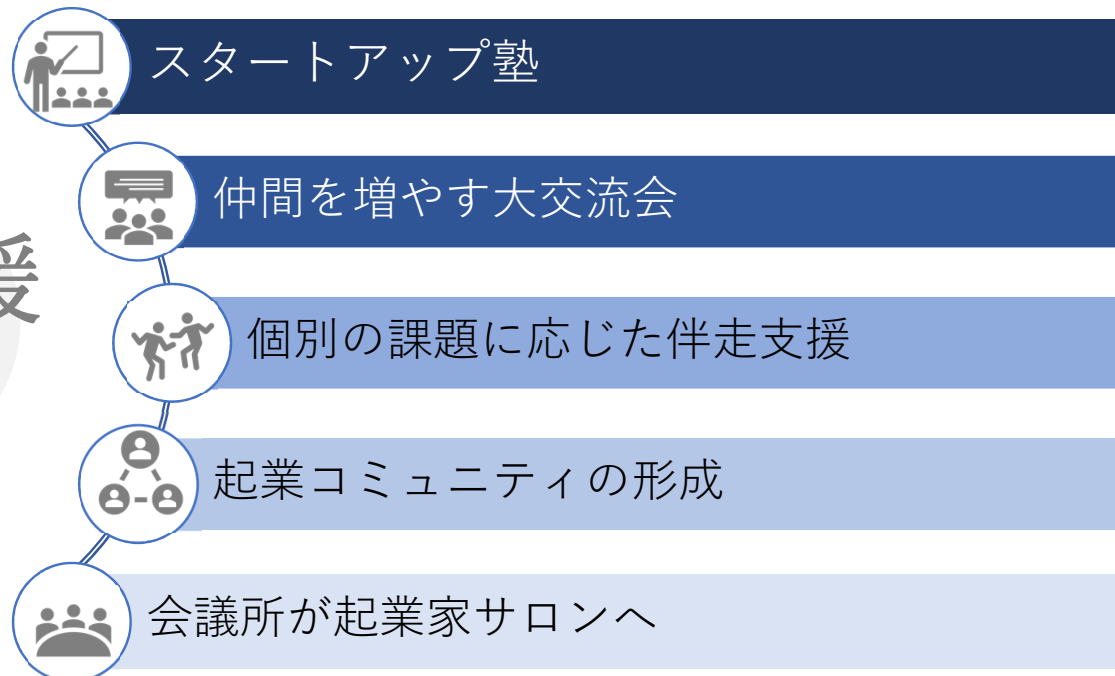 スタートアップ塾
仲間を増やす大交流会
援
個別の課題に応じた伴走支援
起業コミュニティの形成
会議所が起業家サロンへ